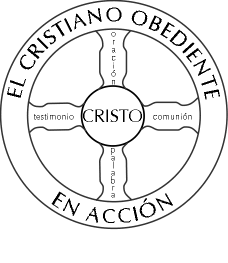 EL CRISTIANO OBEDIENTE
oración
testimonio
CRISTO
comunión
palabra
EN ACCIÓN